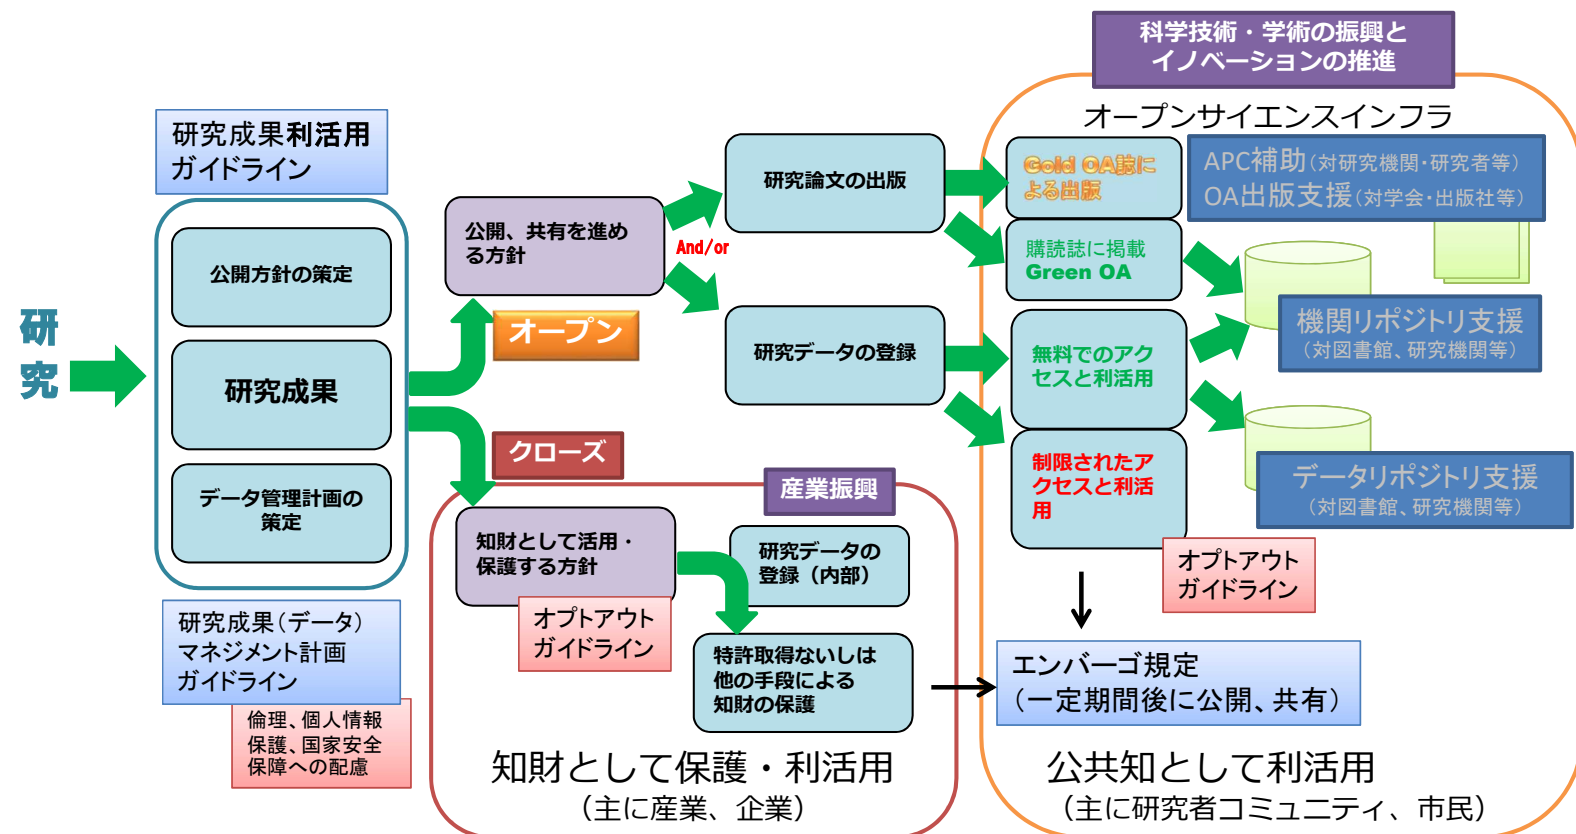 科学技術・学術の振興と
イノベーションの推進
オープンサイエンスインフラ
研究成果利活用
ガイドライン
研究
公開方針の策定
研究成果
データ管理計画の
策定
研究成果(データ)
マネジメント計画
ガイドライン
倫理、個人情報
保護、国家安全
保障への配慮
公開、共有を進め
る方針
オープン
And/or
研究論文の出版
研究データの登録
Gold OA誌に
よる出版
購読誌に掲載
Green OA
無料でのアク
セスと利活用
制限されたア
クセスと利活
用
APC補助(対研究機関・研究者等)
OA出版支援(対学会・出版社等)
機関リポジトリ支援
(対図書館、研究機関等)
データリポジトリ支援
(対図書館、研究機関等)
オプトアウト
ガイドライン
クローズ
産業振興
知財として活用・
保護する方針
オプトアウト
ガイドライン
研究データの
登録(内部)
特許取得ないしは
他の手段による
知財の保護
エンバーゴ規定
(一定期間後に公開、共有)
知財として保護・利活用
(主に産業、企業)
公共知として利活用
(主に研究者コミュニティ、市民)